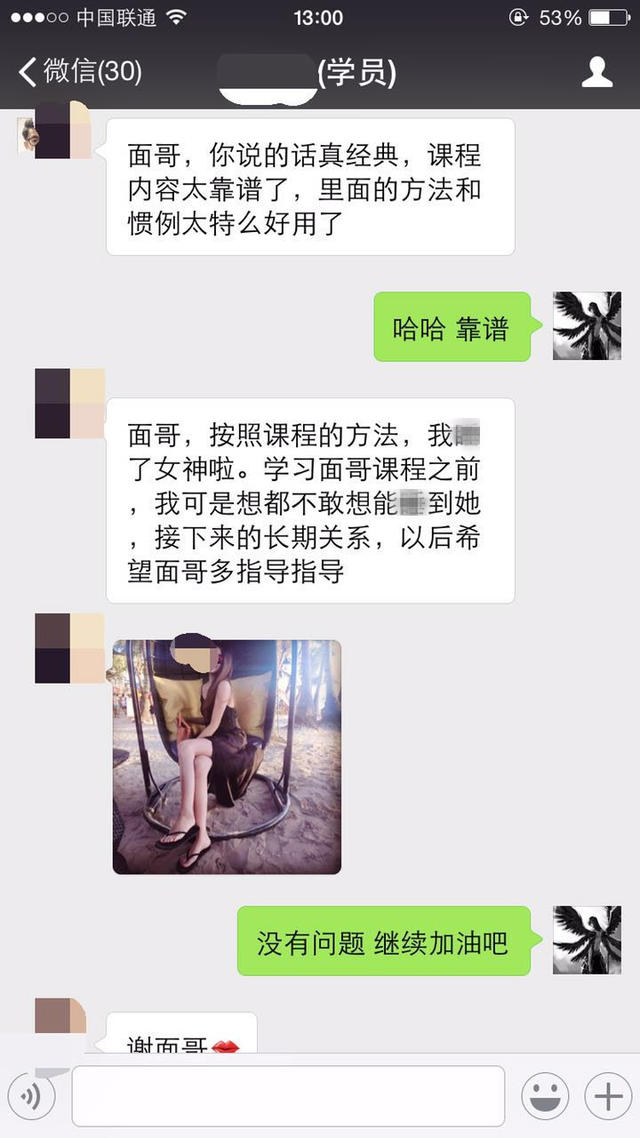 中国联通
13:00
53%
微信(30)
(学员)
面哥，你说的话真经典，课程
内容太靠谱了，里面的方法和
惯例太特么好用了
哈哈 靠谱
面哥，按照课程的方法，我
了女神啦。学习面哥课程之前
，我可是想都不敢想能到她
，接下来的长期关系，以后希
望面哥多指导指导
没有问题 继续加油吧
谢面哥